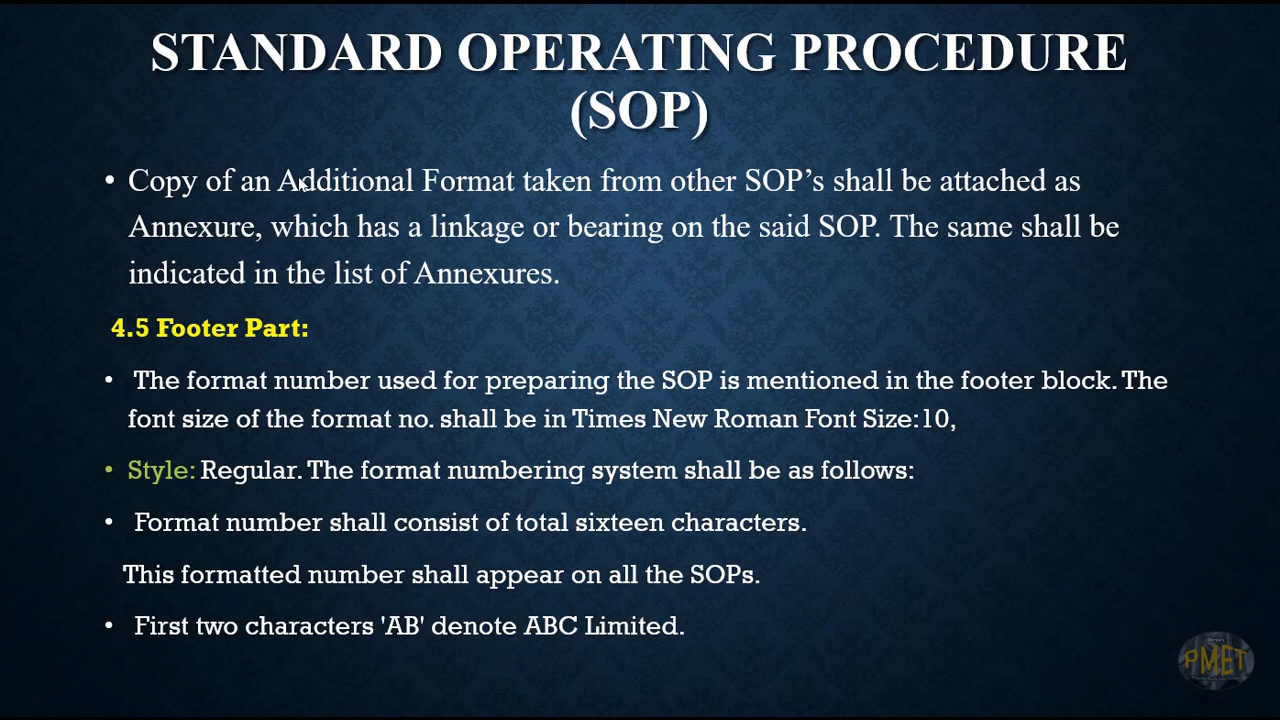 STANDARD OPERATING PROCEDURE
(SOP)
• Copy of an Additional Format taken from other SOP’s shall be attached as
Annexure, which has a linkage or bearing on the said SOP. The same shall be
indicated in the list of Annexures.
4.5 Footer Part:
• The format number used for preparing the SOP is mentioned in the footer block. The
font size of the format no. shall be in Times New Roman Font Size:10,
• Style: Regular. The format numbering system shall be as follows:
• Format number shall consist of total sixteen characters.
This formatted number shall appear on all the SOPs.
• First two characters 'AB' denote ABC Limited.
PMET